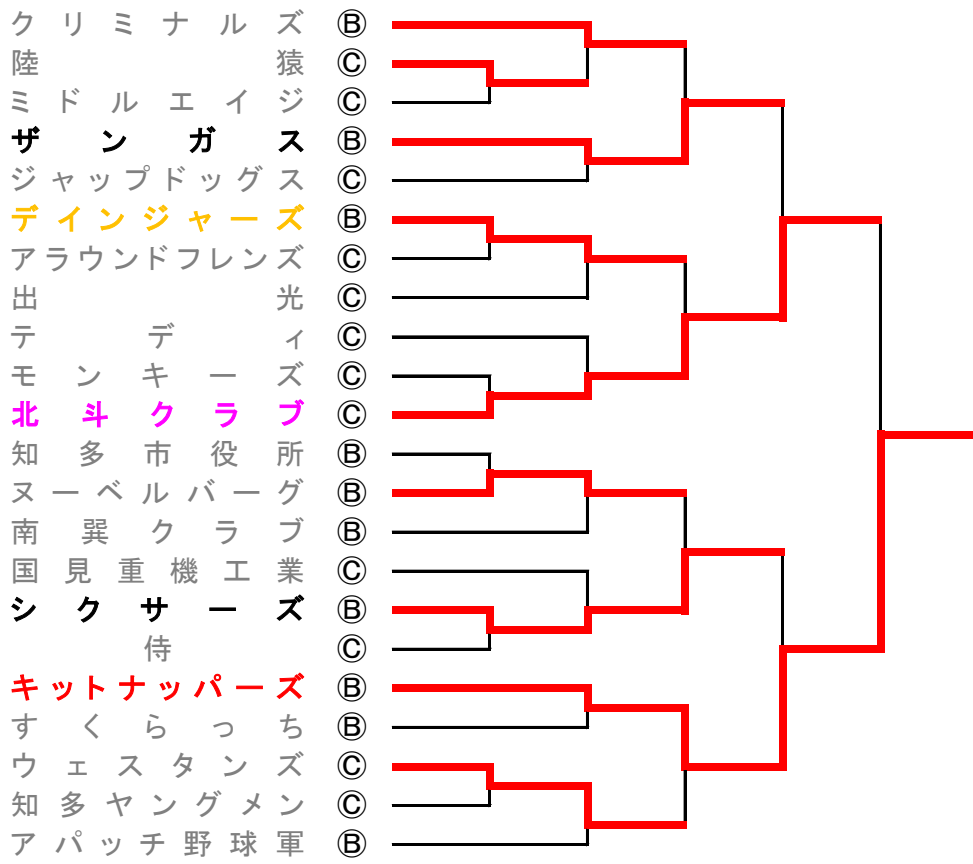 クリミナルズ Ⓑ
陸猿 Ⓒ
ミドルエイジ Ⓒ
ザンガス Ⓑ
ジャップドッグス Ⓒ
デインジャーズ Ⓑ
アラウンドフレンズ Ⓒ
出光 Ⓒ
テディ Ⓒ
モンキーズ Ⓒ
北斗クラブ Ⓒ
知多市役所 Ⓑ
ヌーベルバーグ Ⓑ
南巽クラブ Ⓑ
国見重機工業 Ⓒ
シクサーズ Ⓑ
侍 Ⓒ
キットナッパーズ Ⓑ
すくらっち Ⓑ
ウェスタンズ Ⓒ
知多ヤングメン Ⓒ
アパッチ野球軍 Ⓑ